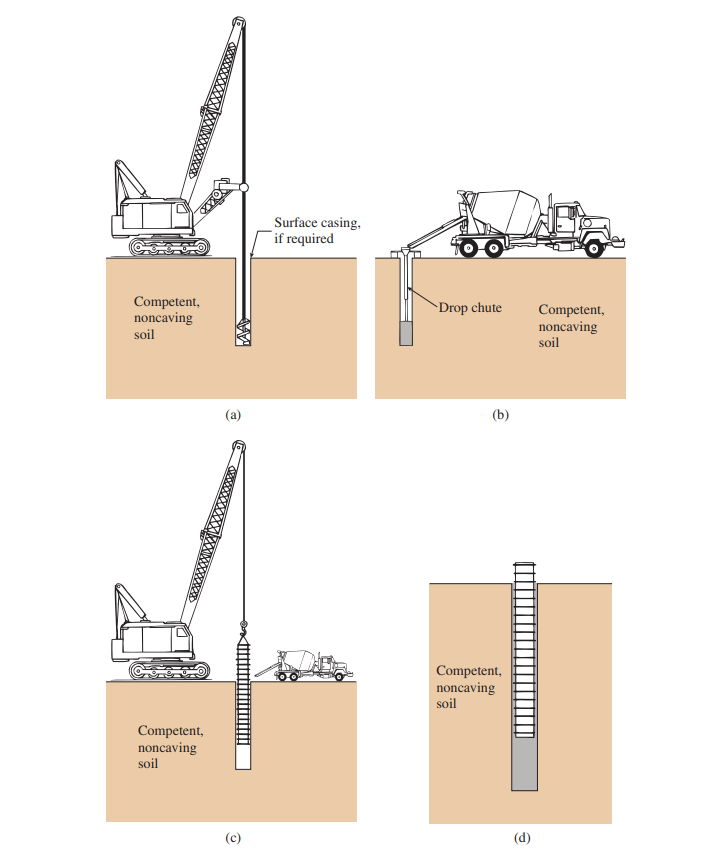 Surface casing,
if required
Competent,
noncaving
soil
(a)
Drop chute
Competent,
noncaving
soil
(b)
Competent,
noncaving
soil
(c)
Competent,
noncaving
soil
(d)